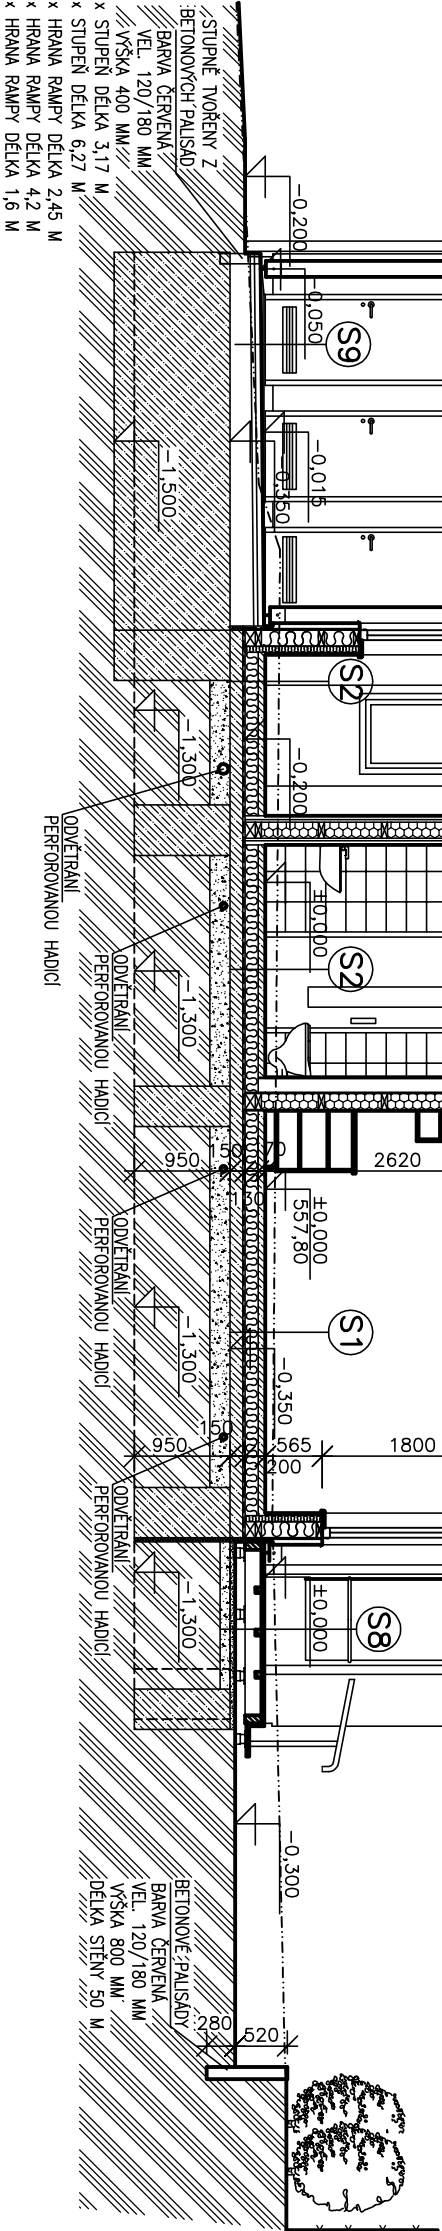 STUPNĚ TVOŘENY Z
BETONOVÝCH PALISÁD
BARVA ČERVENÁ
VEL. 120/180 MM
VÝŠKA 400 MM
x STUPEŇ DÉLKA 3,17 M
x STUPEŇ DÉLKA 6,27 M
x HRANA RAMPY DÉLKA 2,45 M
x HRANA RAMPY DÉLKA 4,2 M
x HRANA RAMPY DÉLKA 1,6 M
-0,200
-0,050
S9
-0,015
-0,350
-1,500
S2
-0,200
-1,300
ODVĚTRÁNÍ
PERFOROVANOU HADICÍ
±0,000
S2
-1,300
ODVĚTRÁNÍ
PERFOROVANOU HADICÍ
2620
70
150
130
950
±0,000
557,80
ODVĚTRÁNÍ
PERFOROVANOU HADICÍ
S1
-0,350
-1,300
1800
565
200
150
950
ODVĚTRÁNÍ
PERFOROVANOU HADICÍ
±0,000
S8
-1,300
-0,300
BETONOVÉ PALISÁDY
BARVA ČERVENÁ
VEL. 120/180 MM
VÝŠKA 800 MM
DÉLKA STĚNY 50 M
280
520